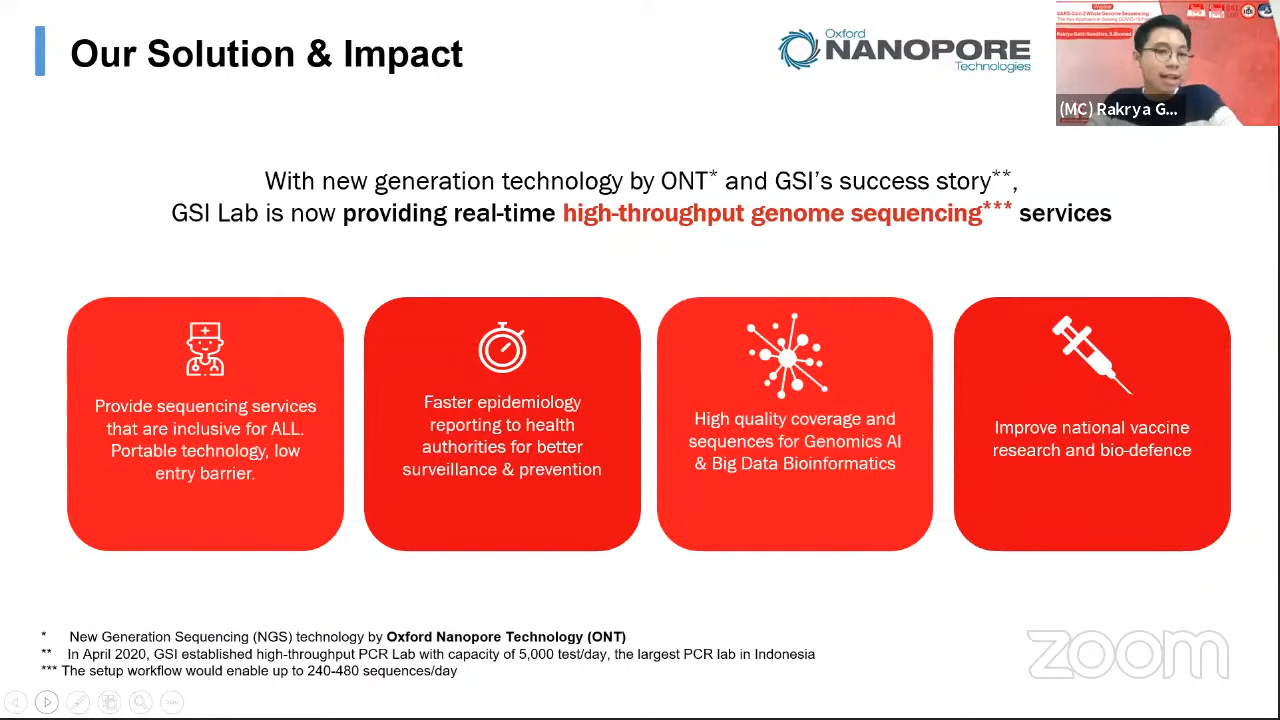 Our Solution & Impact
Oxford
NANOPORE
Technologies
SARS-CoV-2 Whole Genome Sequencing:
(MC) Rakrya G...
With new generation technology by ONT* and GSI's success story**,
GSI Lab is now providing real-time high-throughput genome sequencing*** services
Provide sequencing services
that are inclusive for ALL.
Portable technology, low
entry barrier.
Faster epidemiology
reporting to health
authorities for better
surveillance & prevention
High quality coverage and
sequences for Genomics AI
& Big Data Bioinformatics
Improve national vaccine
research and bio-defence
* New Generation Sequencing (NGS) technology by Oxford Nanopore Technology (ONT)
** In April 2020, GSI established high-throughput PCR Lab with capacity of 5,000 test/day, the largest PCR lab in Indonesia
*** The setup workflow would enable up to 240-480 sequences/day
zoom